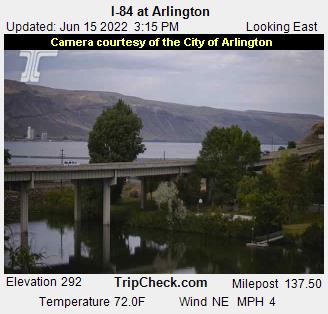 I-84 at Arlington
Updated: Jun 15 2022 3:15 PM Looking East
Camera courtesy of the City of Arlington
Elevation 292 TripCheck.com Milepost 137.50
Temperature 72.0F Wind NE MPH 4